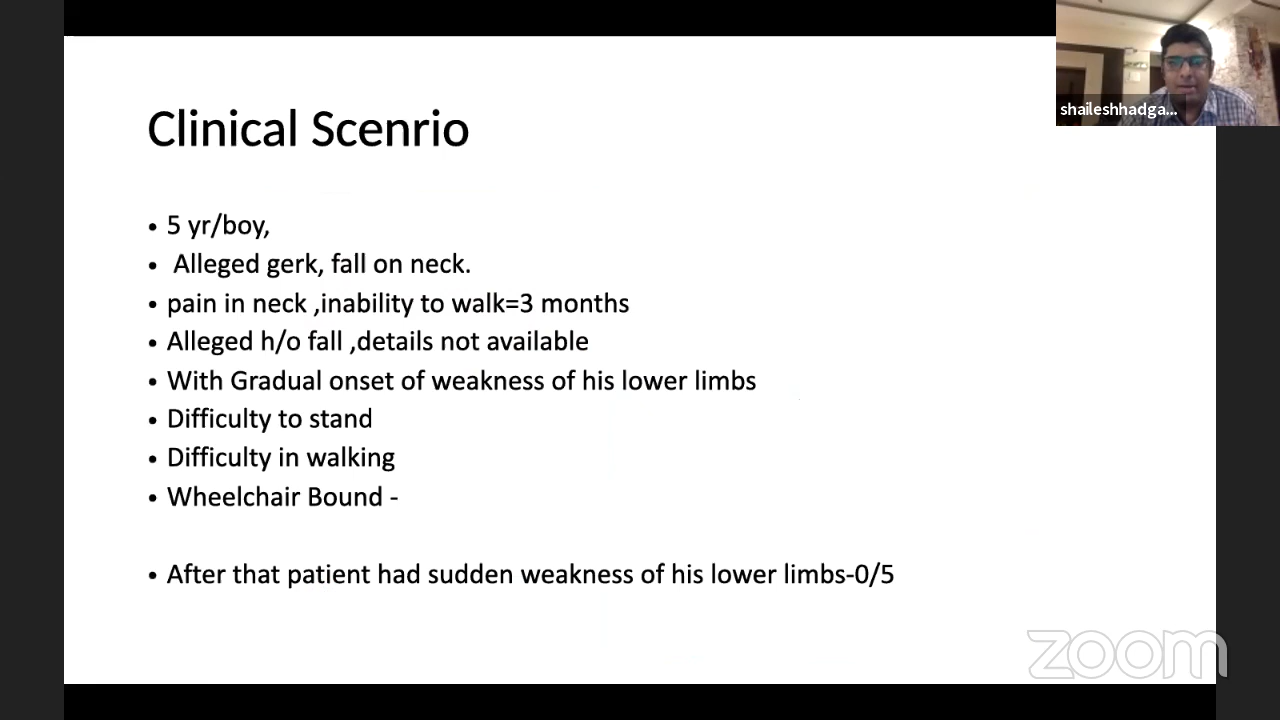 shaileshhadga...
Clinical Scenrio
• 5 yr/boy,
• Alleged gerk, fall on neck.
• pain in neck ,inability to walk=3 months
• Alleged h/o fall ,details not available
• With Gradual onset of weakness of his lower limbs
• Difficulty to stand
• Difficulty in walking
• Wheelchair Bound -
• After that patient had sudden weakness of his lower limbs-0/5
zoom